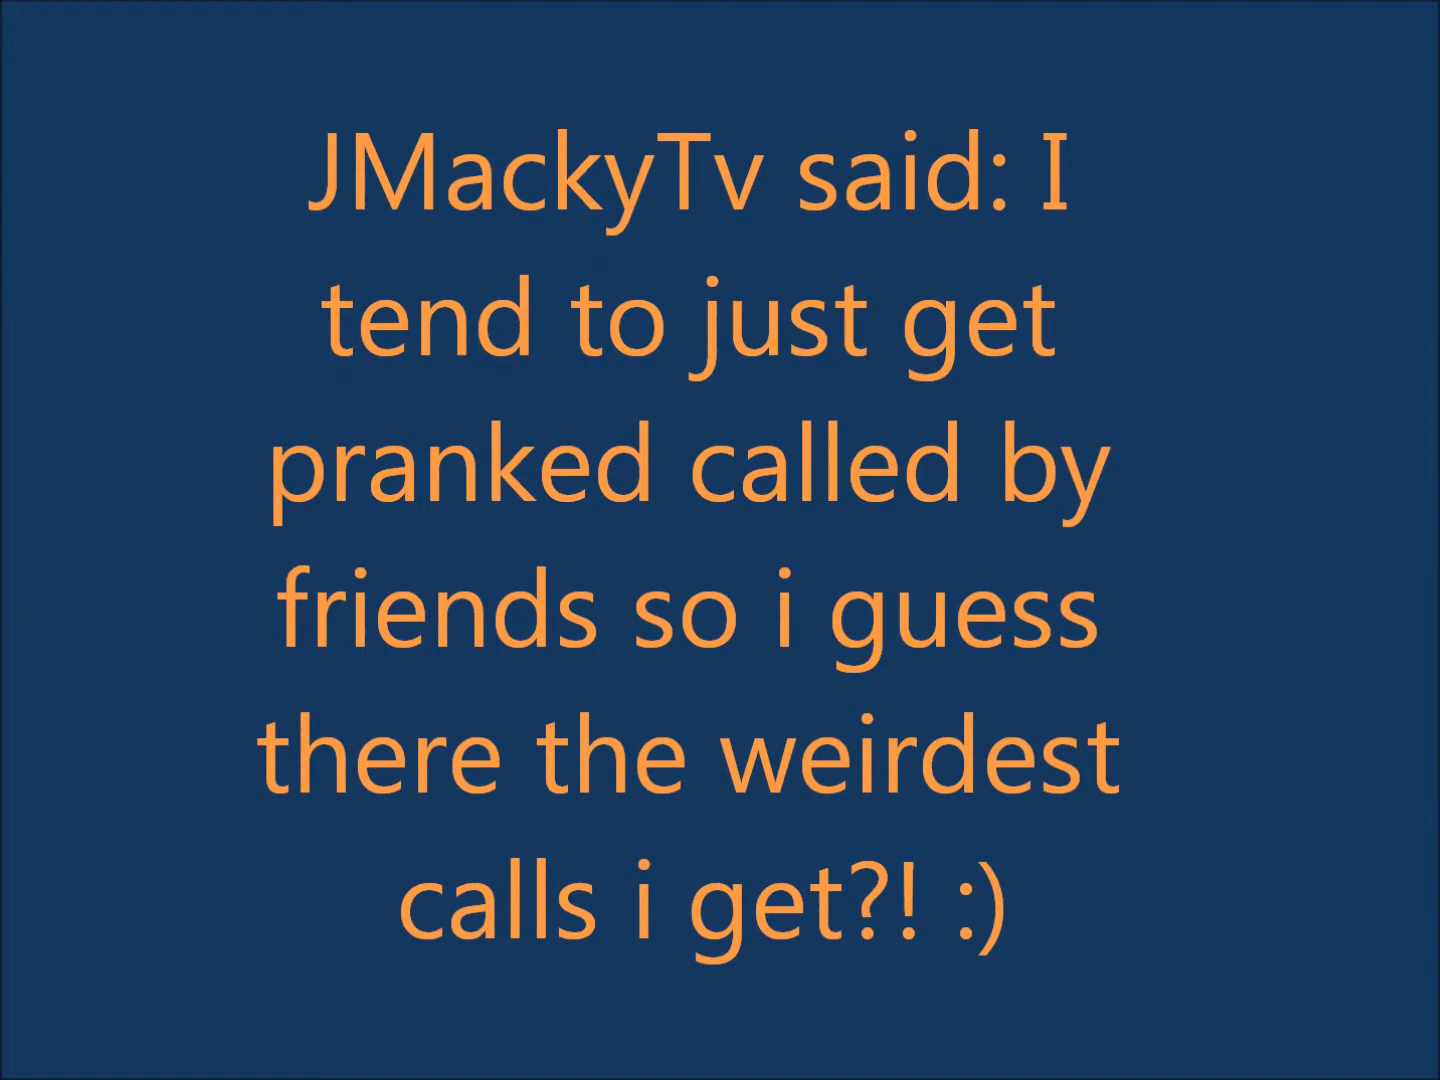 JMackyTv said: I
tend to just get
pranked called by
friends so i guess
there the weirdest
calls i get?! :)